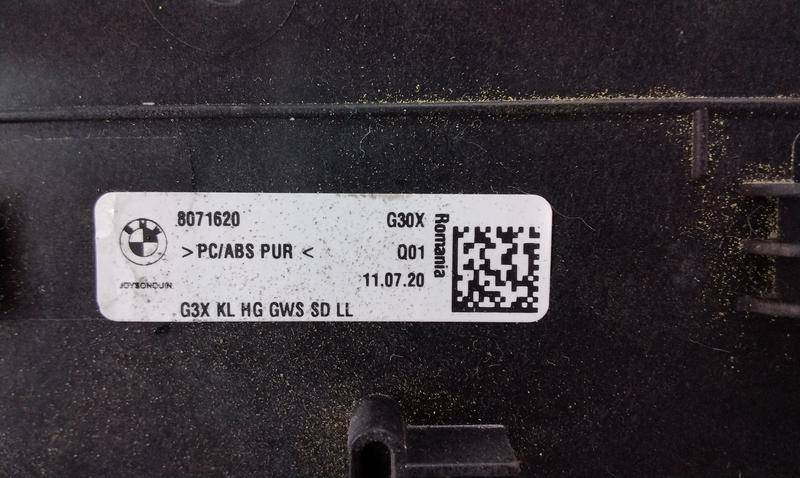 8071620 G30X
>PC/ABS PUR < Q01
JOYSONQUIN 11.07.20
G3X KL HG GWS SD LL
Romania